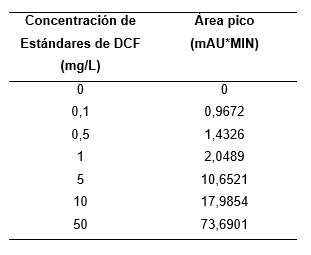 Concentración de Área pico
Estándares de DCF (mAU*MIN)
(mg/L)
0 0
0,1 0,9672
0,5 1,4326
1 2,0489
5 10,6521
10 17,9854
50 73,6901